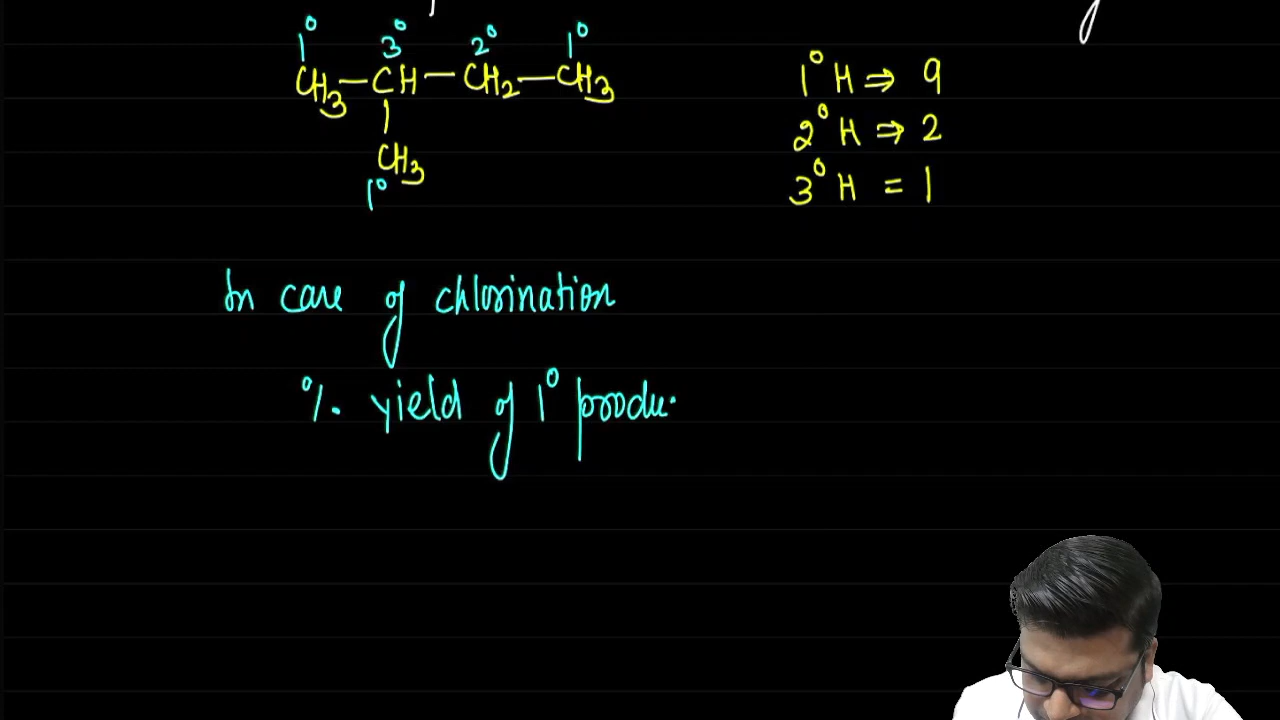 1° 3° 2° 1°
CH3-CH-CH2-CH3
CH3
1°
1° H ⇒ 9
2° H ⇒ 2
3° H = 1
In case of chlorination
% yield of 1° produ